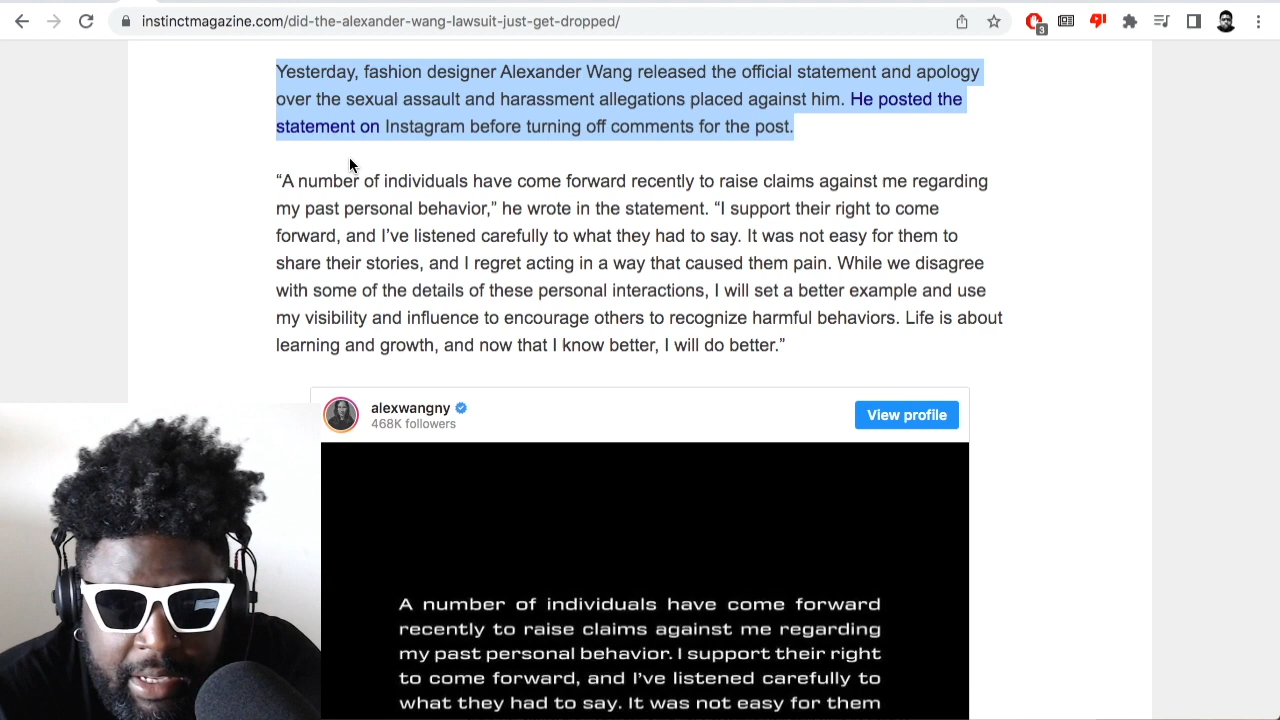 instinctmagazine.com/did-the-alexander-wang-lawsuit-just-get-dropped/
3
Yesterday, fashion designer Alexander Wang released the official statement and apology
over the sexual assault and harassment allegations placed against him. He posted the
statement on Instagram before turning off comments for the post.
“A number of individuals have come forward recently to raise claims against me regarding
my past personal behavior,” he wrote in the statement. “I support their right to come
forward, and I’ve listened carefully to what they had to say. It was not easy for them to
share their stories, and I regret acting in a way that caused them pain. While we disagree
with some of the details of these personal interactions, I will set a better example and use
my visibility and influence to encourage others to recognize harmful behaviors. Life is about
learning and growth, and now that I know better, I will do better.”
alexwangny
468K followers
View profile
A number of individuals have come forward
recently to raise claims against me regarding
my past personal behavior. I support their right
to come forward, and I’ve listened carefully to
what they had to say. It was not easy for them